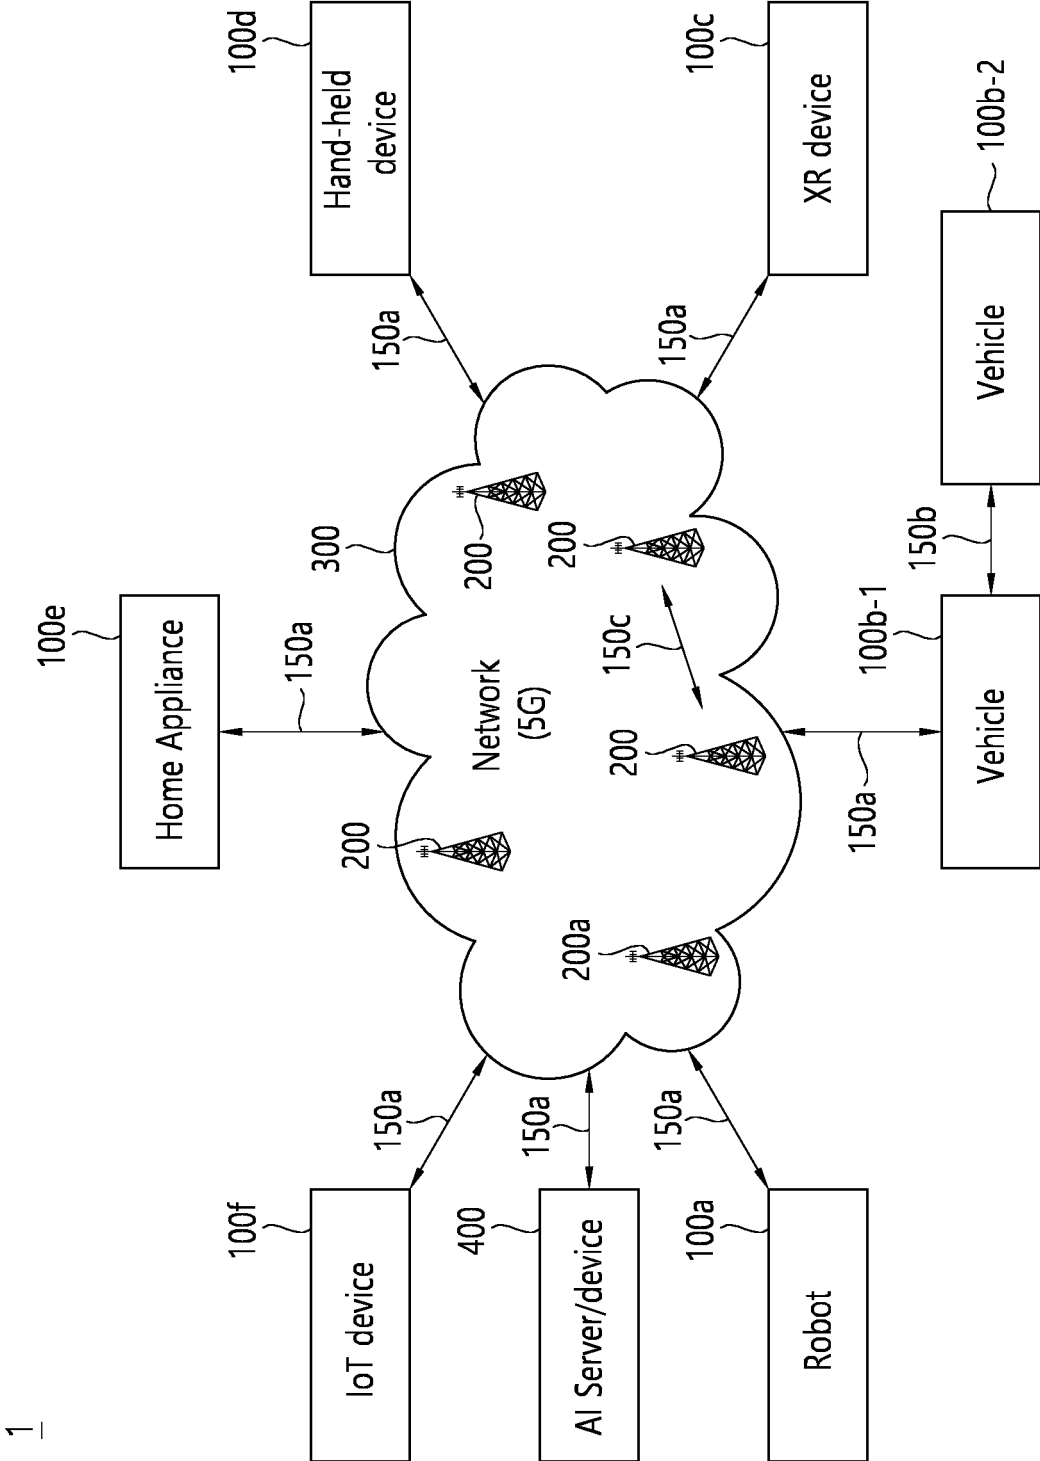 1
100e
Home Appliance
150a
100f
IoT device
150a
300
100d
Hand-held
device
150a
200
Network
(5G)
200
400
AI Server/device
150a
200a
200
150c
200
100a
Robot
150a
100c
XR device
150a
150a
100b-1
Vehicle
150b
100b-2
Vehicle